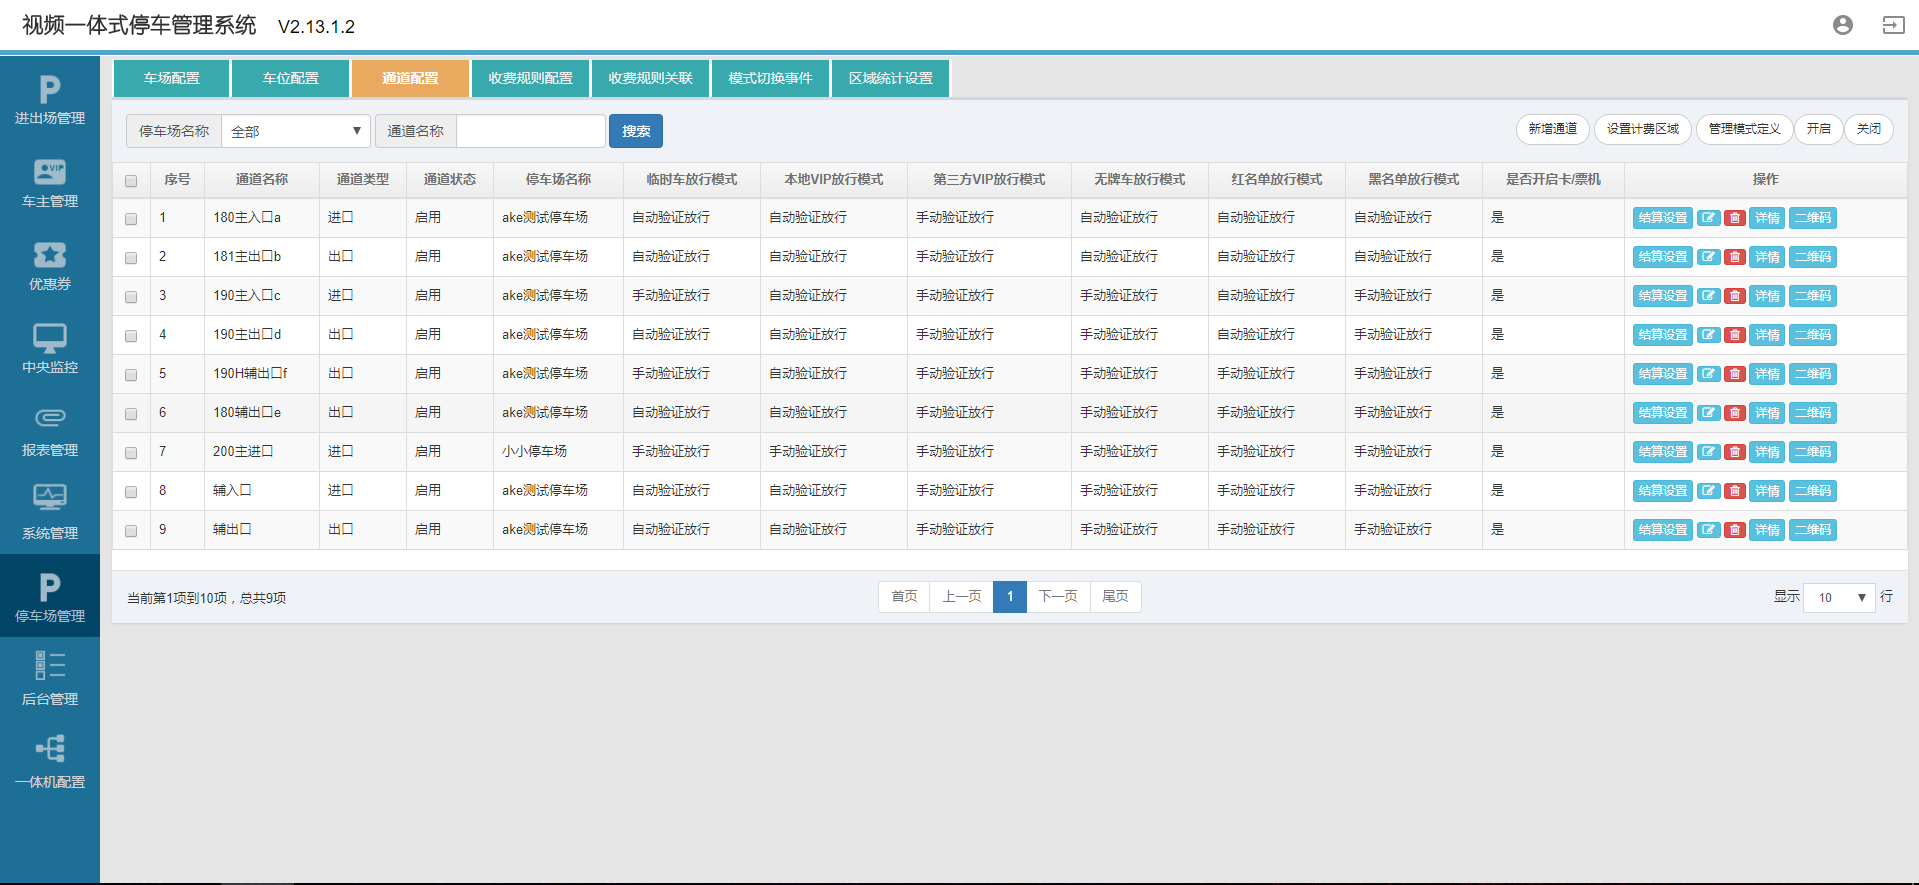 视频一体式停车管理系统 V2.13.1.2
P
进出场管理
VIP
车主管理
优惠券
中央监控
报表管理
系统管理
P
停车场管理
后台管理
一体机配置
车场配置 车位配置 通道配置 收费规则配置 收费规则关联 模式切换事件 区域统计设置
停车场名称 全部 通道名称 搜索 新增通道 设置计费区域 管理模式定义 开启 关闭
序号 通道名称 通道类型 通道状态 停车场名称 临时车放行模式 本地VIP放行模式 第三方VIP放行模式 无牌车放行模式 红名单放行模式 黑名单放行模式 是否开启卡/票机 操作
1 180主入口a 进口 启用 ake测试停车场 自动验证放行 自动验证放行 手动验证放行 自动验证放行 自动验证放行 自动验证放行 是 结算设置 详情 二维码
2 181主出口b 出口 启用 ake测试停车场 自动验证放行 自动验证放行 手动验证放行 自动验证放行 自动验证放行 自动验证放行 是 结算设置 详情 二维码
3 190主入口c 进口 启用 ake测试停车场 手动验证放行 自动验证放行 手动验证放行 手动验证放行 自动验证放行 手动验证放行 是 结算设置 详情 二维码
4 190主出口d 出口 启用 ake测试停车场 自动验证放行 自动验证放行 手动验证放行 手动验证放行 自动验证放行 手动验证放行 是 结算设置 详情 二维码
5 190H辅出口f 出口 启用 ake测试停车场 手动验证放行 自动验证放行 手动验证放行 手动验证放行 手动验证放行 手动验证放行 是 结算设置 详情 二维码
6 180辅出口e 出口 启用 ake测试停车场 自动验证放行 自动验证放行 手动验证放行 手动验证放行 手动验证放行 手动验证放行 是 结算设置 详情 二维码
7 200主进口 进口 启用 小小停车场 手动验证放行 手动验证放行 手动验证放行 手动验证放行 手动验证放行 手动验证放行 是 结算设置 详情 二维码
8 辅入口 进口 启用 ake测试停车场 自动验证放行 自动验证放行 手动验证放行 手动验证放行 手动验证放行 手动验证放行 是 结算设置 详情 二维码
9 辅出口 出口 启用 ake测试停车场 自动验证放行 自动验证放行 手动验证放行 手动验证放行 手动验证放行 手动验证放行 是 结算设置 详情 二维码
当前第1项到10项，总共9项 首页 上一页 1 下一页 尾页 显示 10 行